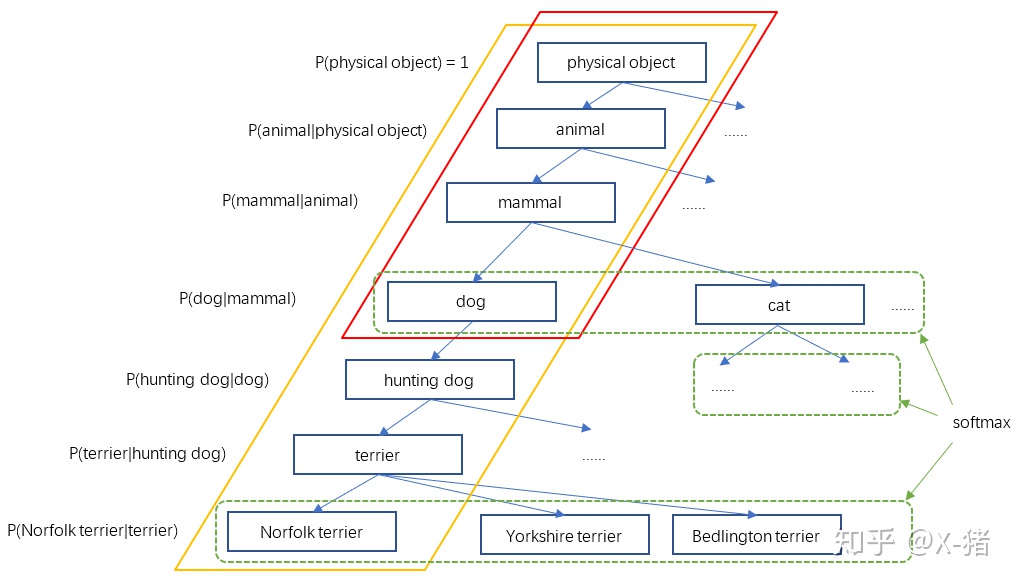 P(physical object) = 1
physical object
P(animal|physical object)
animal
......
P(mammal|animal)
mammal
......
P(dog|mammal)
dog
cat
......
P(hunting dog|dog)
hunting dog
......
......
softmax
P(terrier|hunting dog)
terrier
......
P(Norfolk terrier|terrier)
Norfolk terrier
Yorkshire terrier
Bedlington terrier
知乎 @X-猪